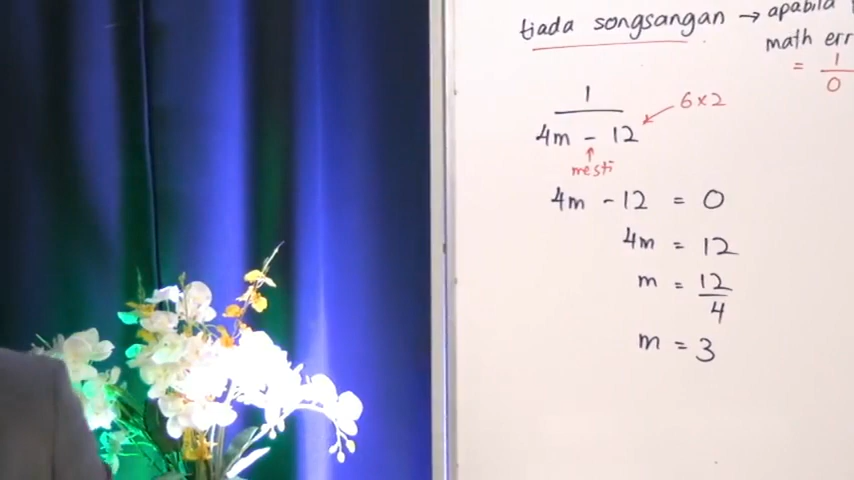 tiada songsangan → apabila
math err
= 1/0
1/(4m - 12) ← 6 x 2
↑
mesti
4m - 12 = 0
4m = 12
m = 12/4
m = 3